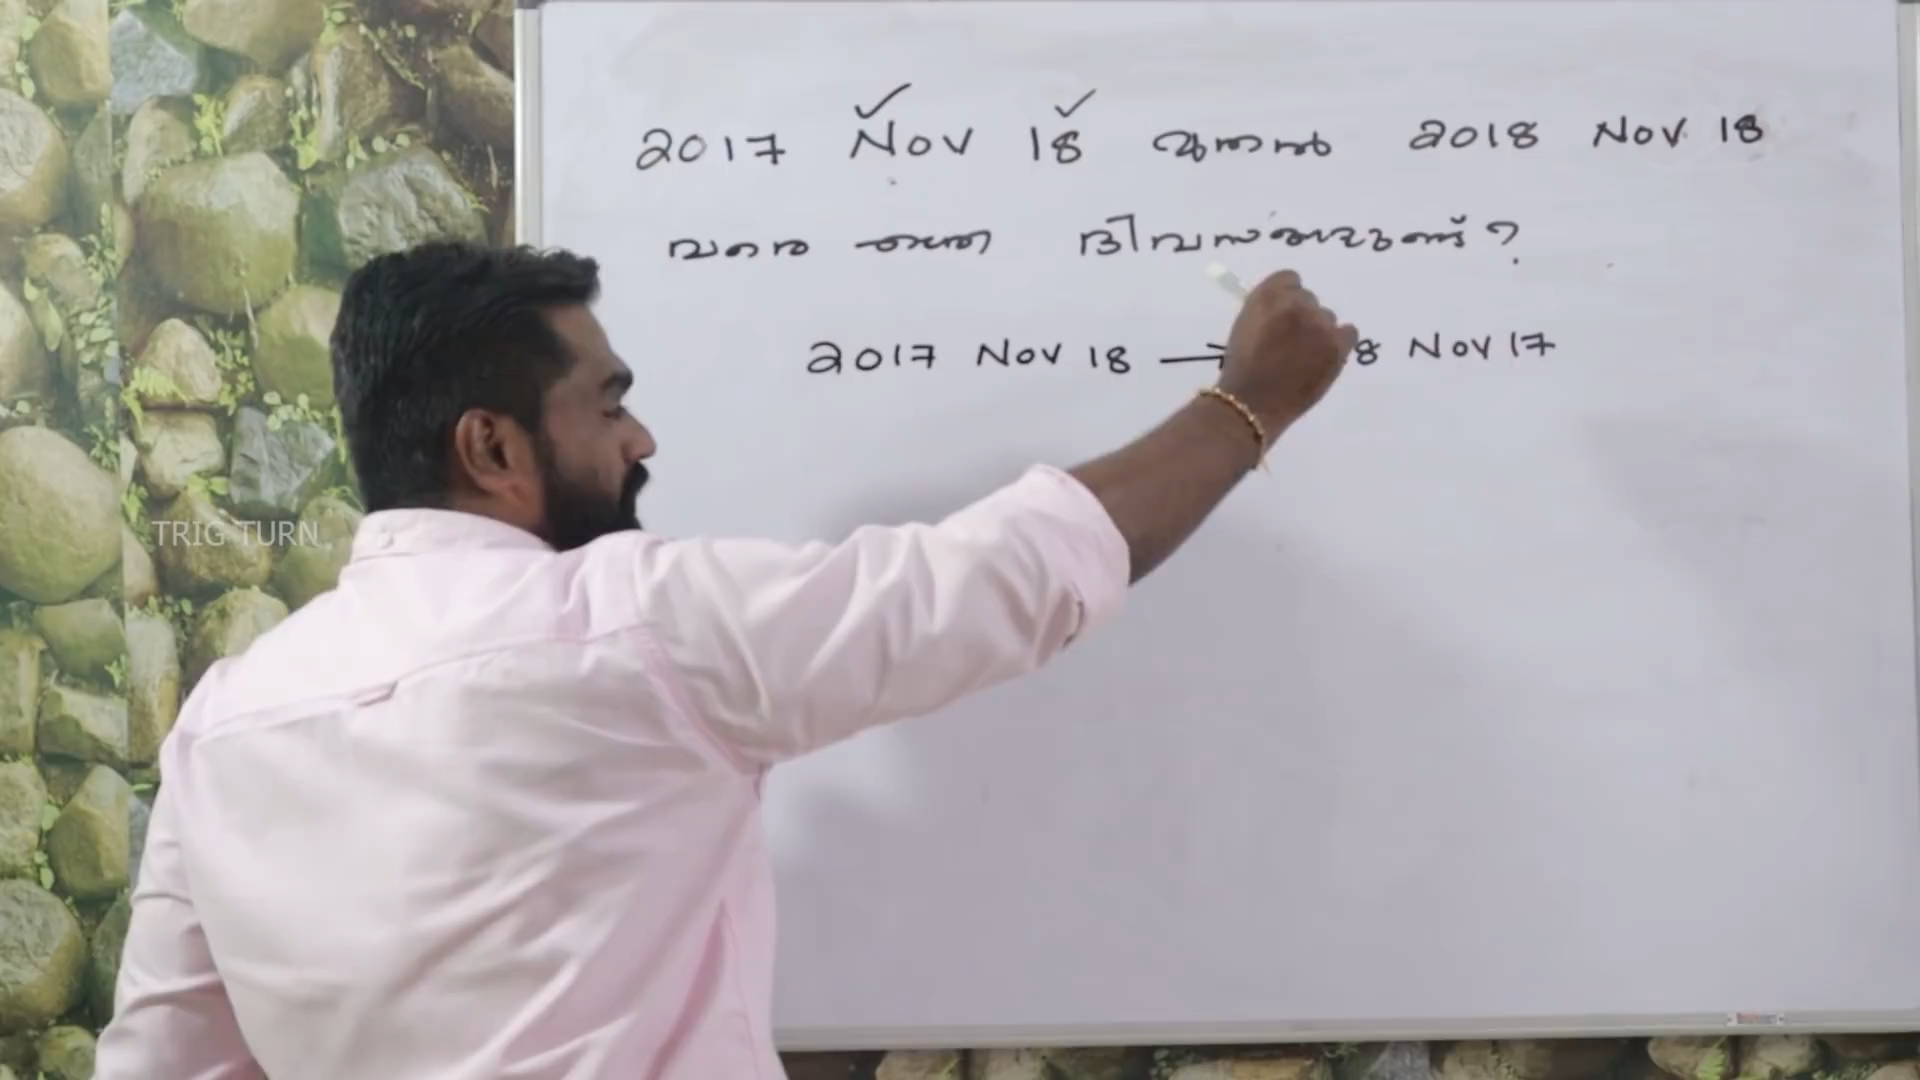 2017 Nov 18 മുതൽ 2018 Nov 18
വരെ എത്ര ദിവസങ്ങളുണ്ട്?
2017 Nov 18 → 8 Nov 17
TRIG TURN